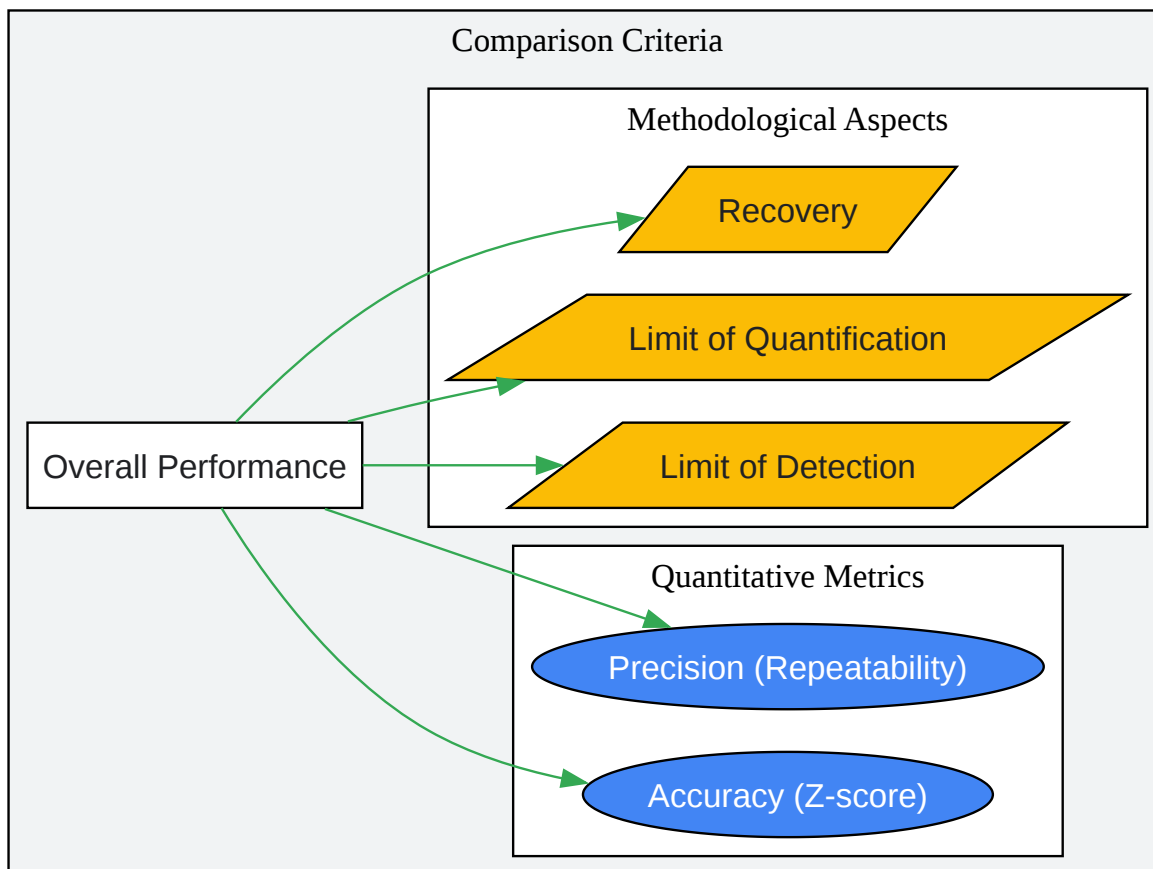 Comparison Criteria
Methodological Aspects
Recovery
Limit of Quantification
Overall Performance
Limit of Detection
Quantitative Metrics
Precision (Repeatability)
Accuracy (Z-score)